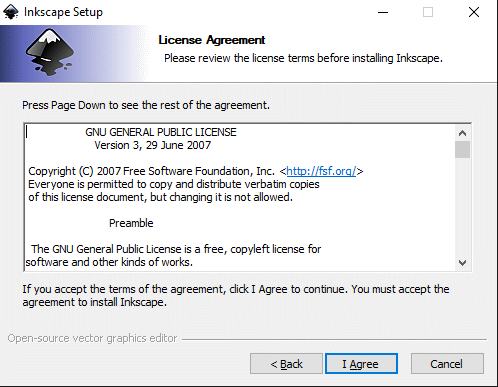 Inkscape Setup
License Agreement
Please review the license terms before installing Inkscape.
Press Page Down to see the rest of the agreement.
GNU GENERAL PUBLIC LICENSE
Version 3, 29 June 2007
Copyright (C) 2007 Free Software Foundation, Inc. <http://fsf.org/>
Everyone is permitted to copy and distribute verbatim copies
of this license document, but changing it is not allowed.
Preamble
The GNU General Public License is a free, copyleft license for
software and other kinds of works.
If you accept the terms of the agreement, click I Agree to continue. You must accept the
agreement to install Inkscape.
Open-source vector graphics editor
< Back I Agree Cancel